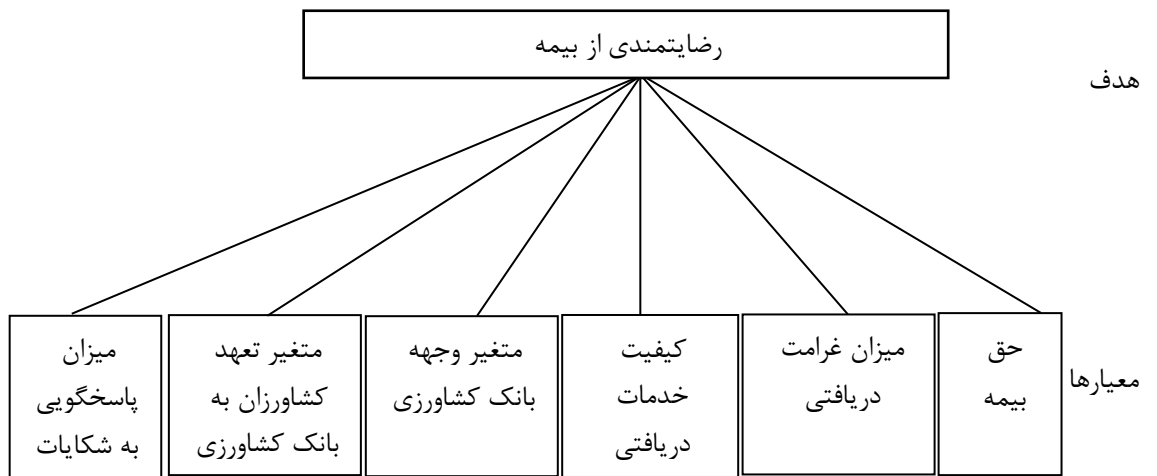 رضایتمندی از بیمه
هدف
معیارها
حق
بیمه
میزان غرامت
دریافتی
کیفیت
خدمات
دریافتی
متغیر وجهه
بانک کشاورزی
متغیر تعهد
کشاورزان به
بانک کشاورزی
میزان
پاسخگویی
به شکایات